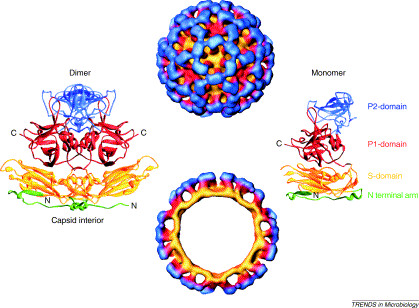 Dimer
Monomer
P2-domain
C
C
C
P1-domain
S-domain
N
N
N
N-terminal arm
Capsid interior
TRENDS in Microbiology